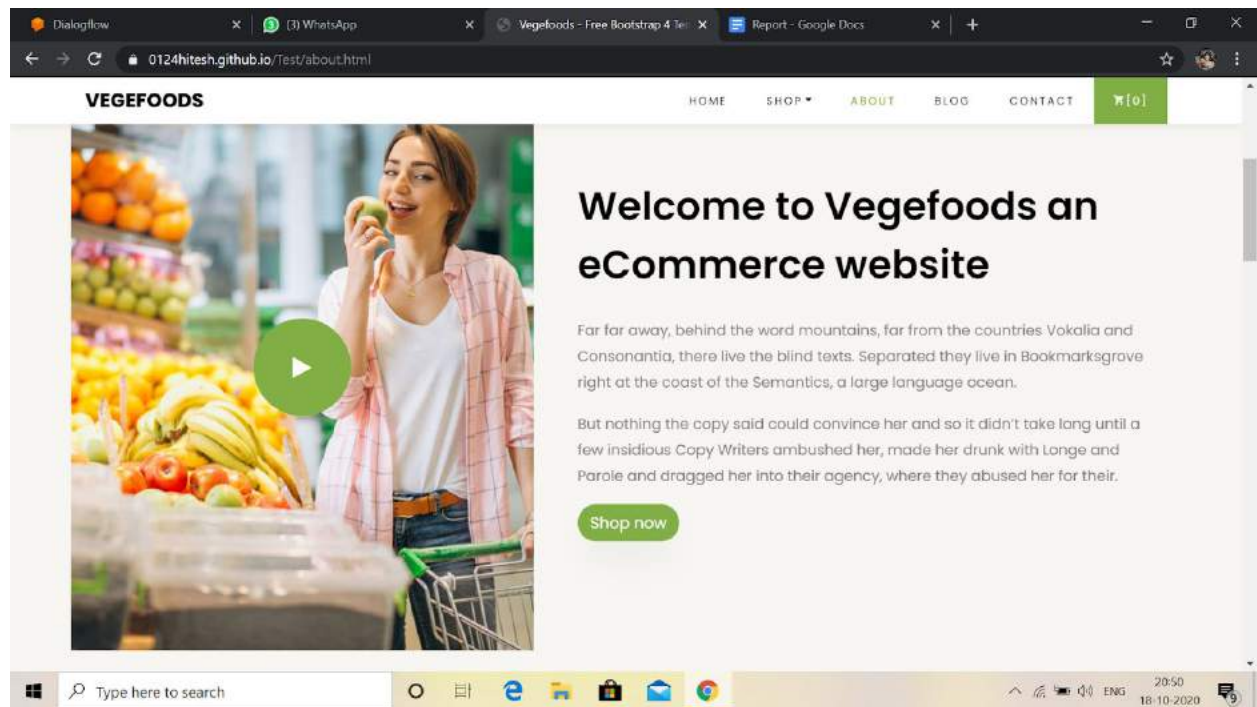 Dialogflow
(3) WhatsApp
Vegefoods - Free Bootstrap 4 Te
Report - Google Docs
0124hitesh.github.io/Test/about.html
VEGEFOODS
HOME SHOP ABOUT BLOG CONTACT [0]
Welcome to Vegefoods an
eCommerce website
Far far away, behind the word mountains, far from the countries Vokalia and
Consonantia, there live the blind texts. Separated they live in Bookmarksgrove
right at the coast of the Semantics, a large language ocean.
But nothing the copy said could convince her and so it didn't take long until a
few insidious Copy Writers ambushed her, made her drunk with Longe and
Parole and dragged her into their agency, where they abused her for their.
Shop now
Type here to search
ENG
20:50
18-10-2020
9